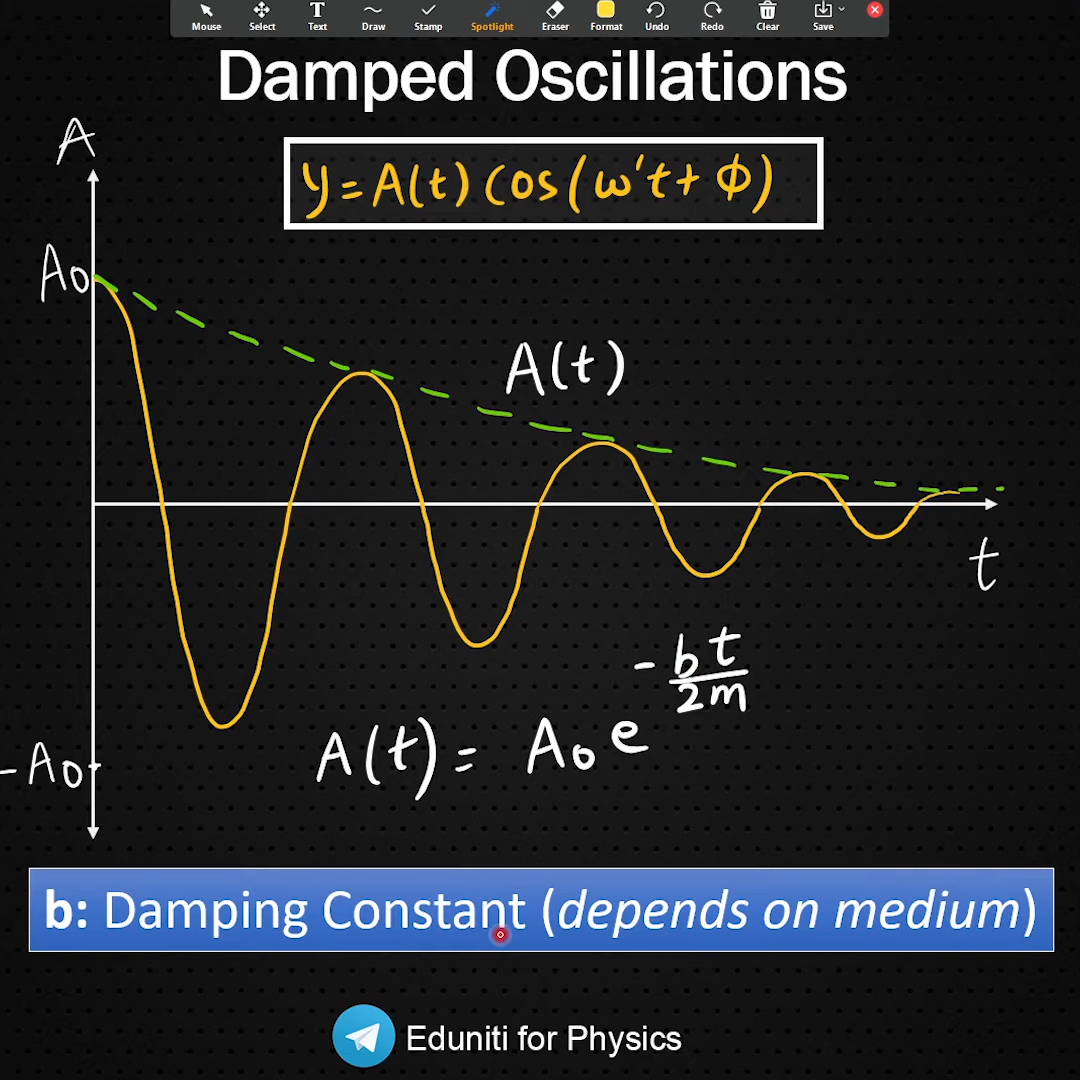 Mouse Select Text Draw Stamp Spotlight Eraser Format Undo Redo Clear Save
Damped Oscillations
A
y = A(t) cos(ω't + Φ)
A₀
A(t)
t
A(t) = A₀ e^(-bt/2m)
-A₀
b: Damping Constant (depends on medium)
Eduniti for Physics